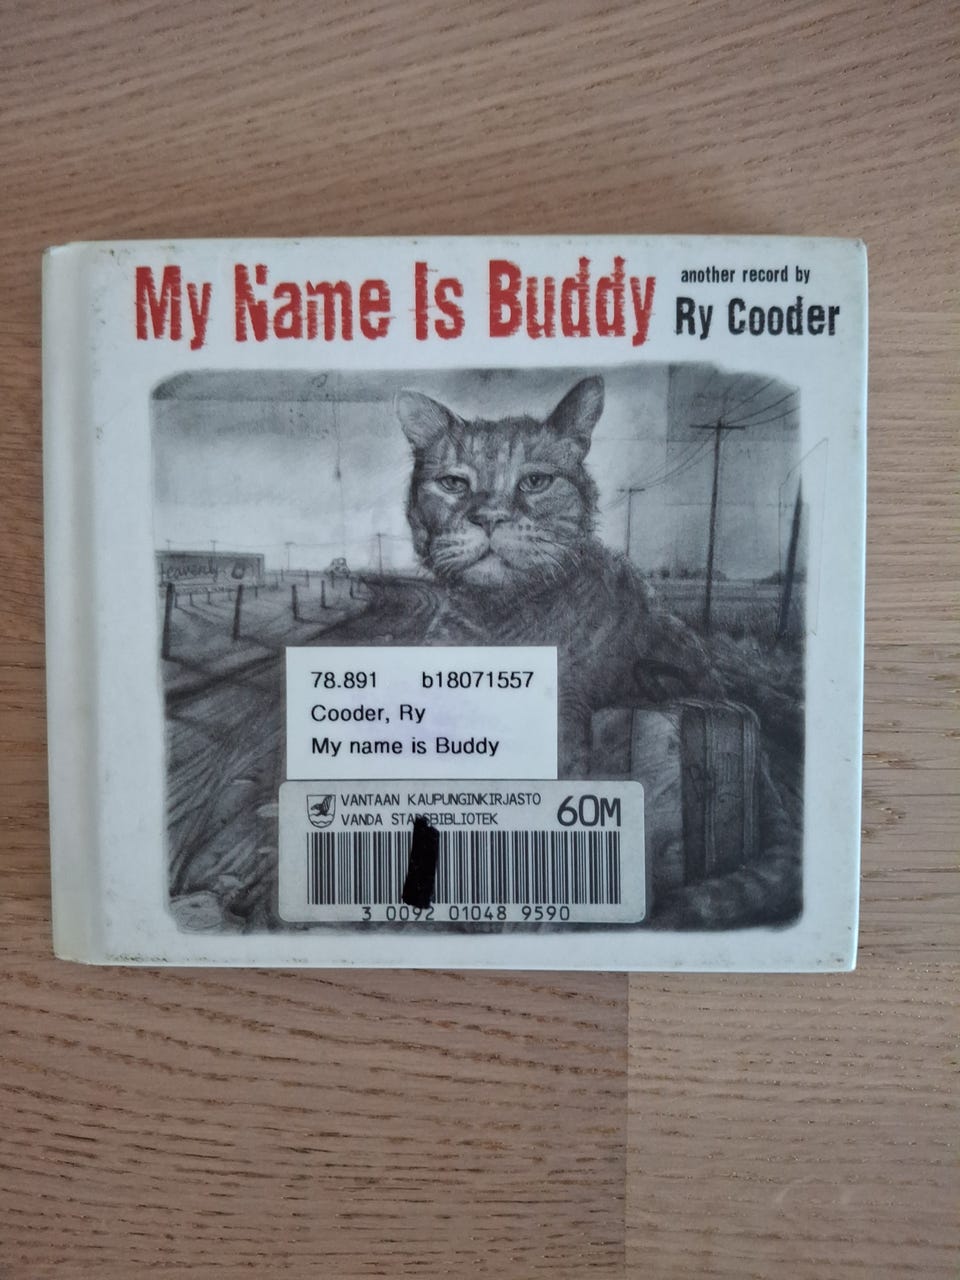 My Name Is Buddy
another record by
Ry Cooder
78.891 b18071557
Cooder, Ry
My name is Buddy
VANTAAN KAUPUNGINKIRJASTO
VANDA STADSBIBLIOTEK
60M
3 0092 01048 9590